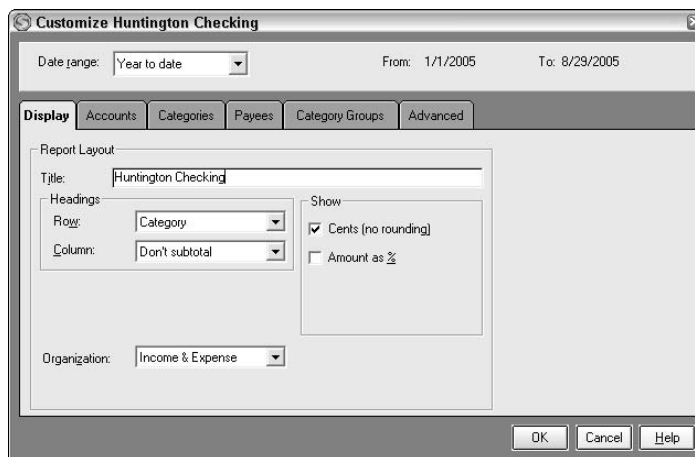 Customize Huntington Checking
Date range: Year to date From: 1/1/2005 To: 8/29/2005
Display Accounts Categories Payees Category Groups Advanced
Report Layout
Title: Huntington Checking
Headings Show
Row: Category Cents (no rounding)
Column: Don't subtotal Amount as %
Organization: Income & Expense
OK Cancel Help